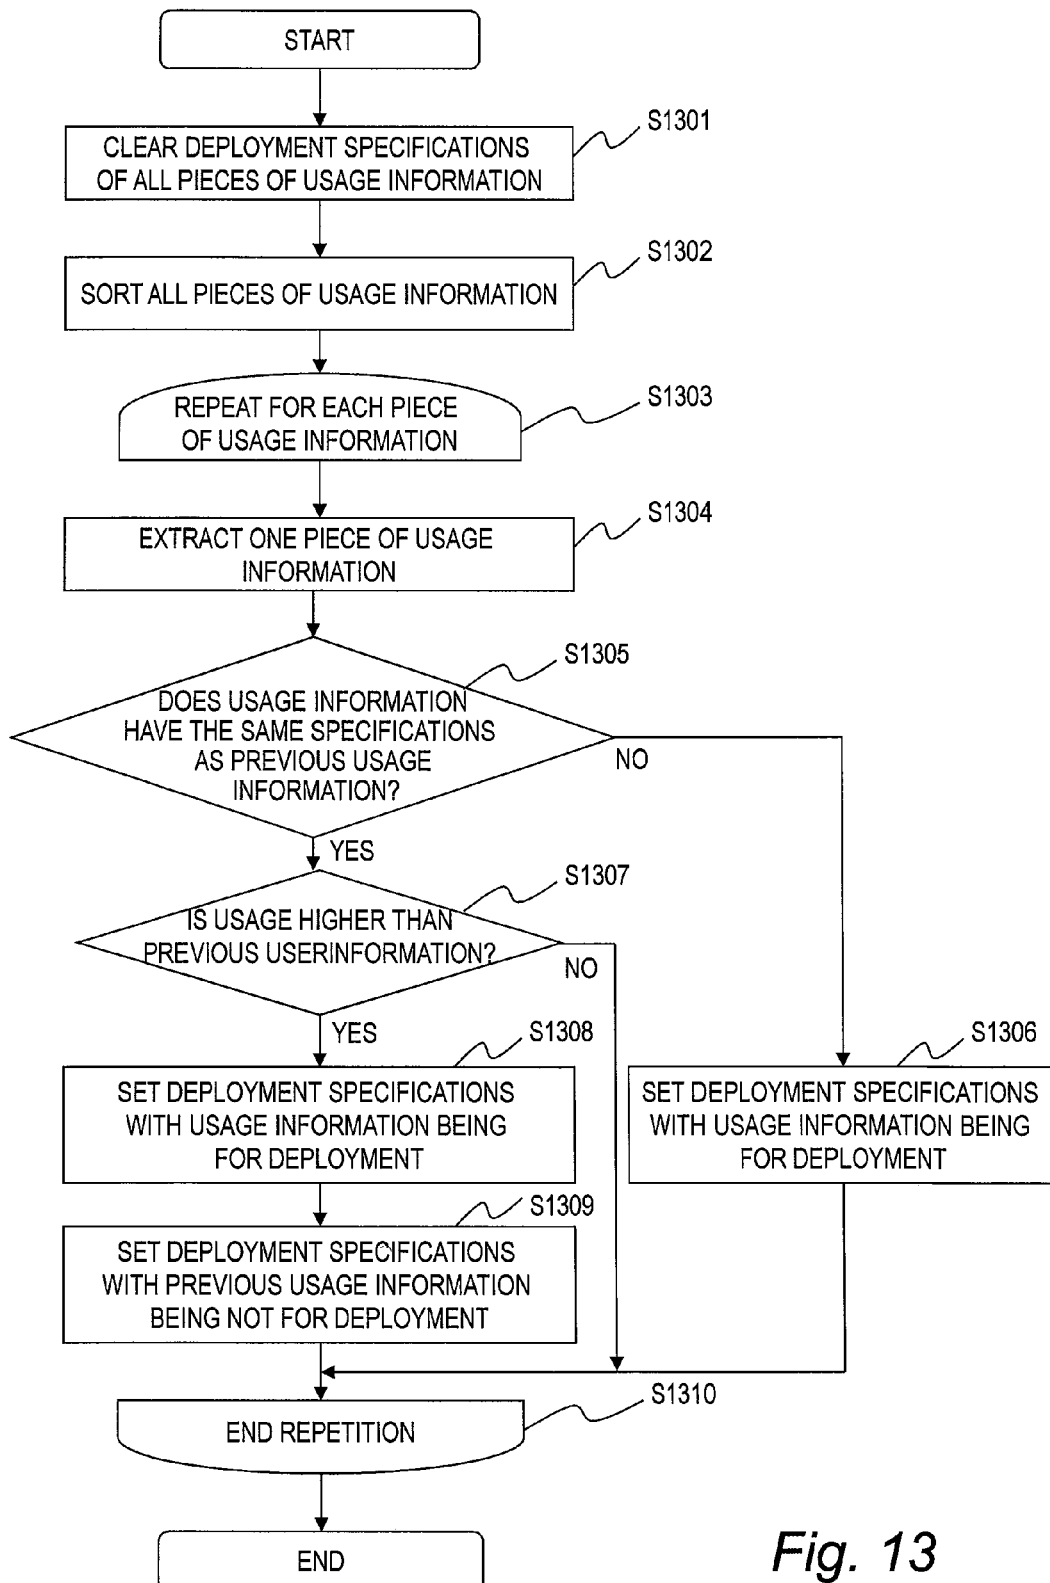 START
S1301
CLEAR DEPLOYMENT SPECIFICATIONS
OF ALL PIECES OF USAGE INFORMATION
S1302
SORT ALL PIECES OF USAGE INFORMATION
S1303
REPEAT FOR EACH PIECE
OF USAGE INFORMATION
S1304
EXTRACT ONE PIECE OF USAGE
INFORMATION
S1305
DOES USAGE INFORMATION
HAVE THE SAME SPECIFICATIONS
AS PREVIOUS USAGE
INFORMATION?
NO
YES
S1307
IS USAGE HIGHER THAN
PREVIOUS USERINFORMATION?
NO
YES
S1308
SET DEPLOYMENT SPECIFICATIONS
WITH USAGE INFORMATION BEING
FOR DEPLOYMENT
S1306
SET DEPLOYMENT SPECIFICATIONS
WITH USAGE INFORMATION BEING
FOR DEPLOYMENT
S1309
SET DEPLOYMENT SPECIFICATIONS
WITH PREVIOUS USAGE INFORMATION
BEING NOT FOR DEPLOYMENT
S1310
END REPETITION
END
Fig. 13